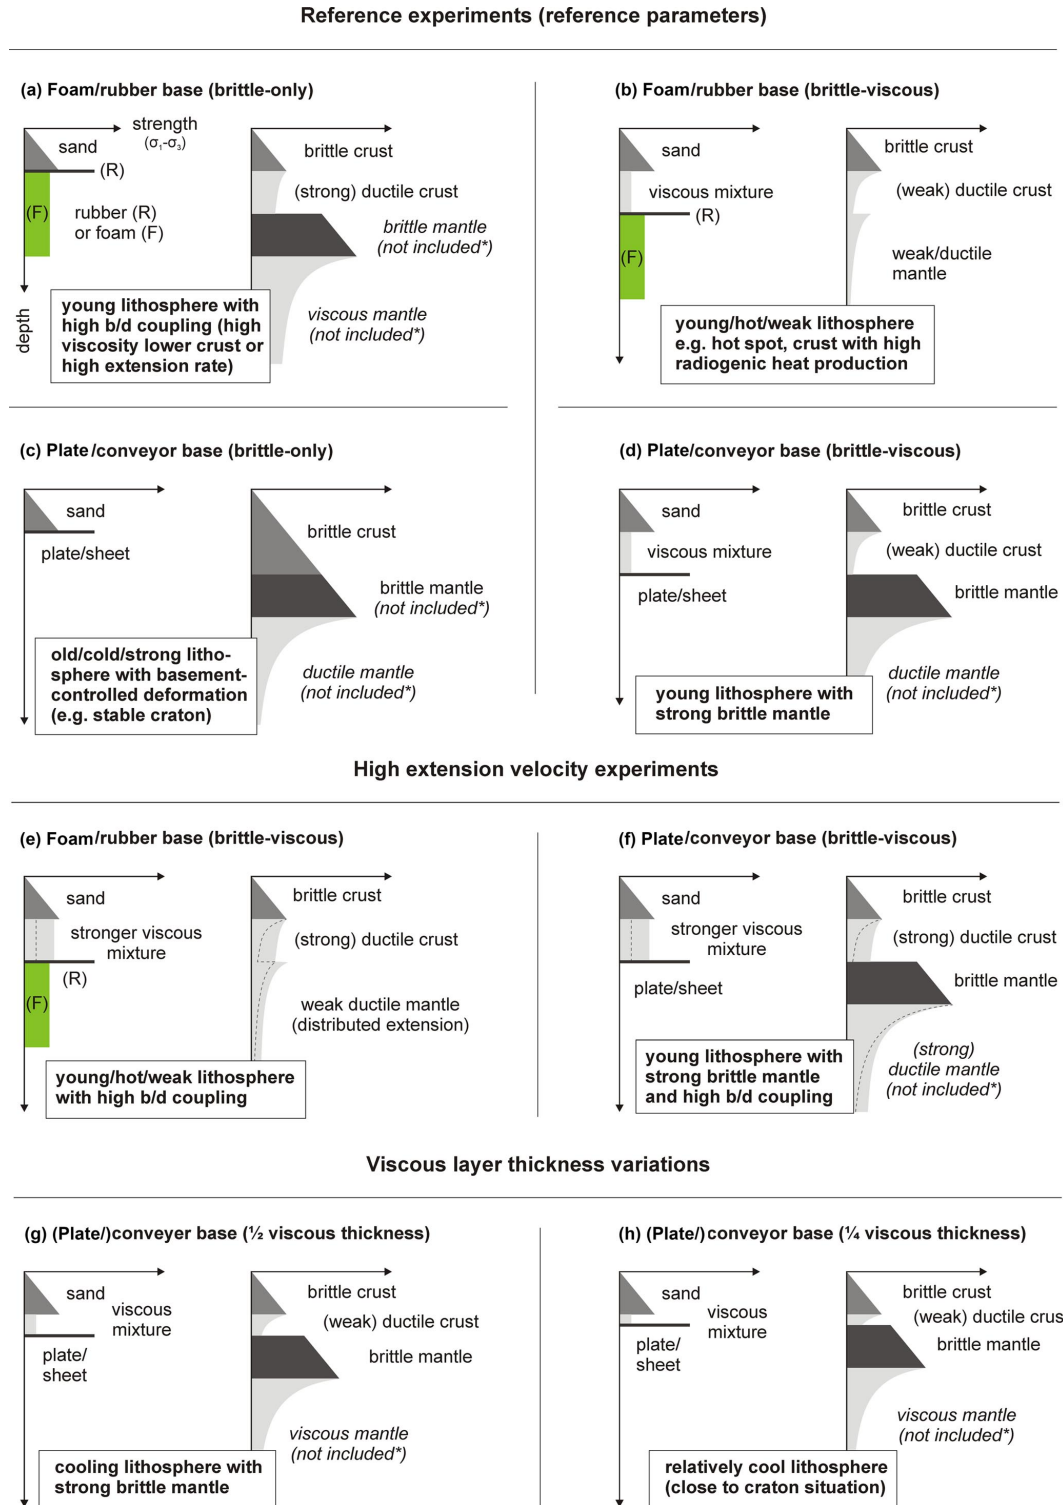 Reference experiments (reference parameters)
(a) Foam/rubber base (brittle-only)
strength
(σ₁-σ₃)
sand
(R)
(F)
rubber (R)
or foam (F)
depth
brittle crust
(strong) ductile crust
brittle mantle
(not included*)
viscous mantle
(not included*)
young lithosphere with
high b/d coupling (high
viscosity lower crust or
high extension rate)
(b) Foam/rubber base (brittle-viscous)
sand
viscous mixture
(R)
(F)
brittle crust
(weak) ductile crust
weak/ductile
mantle
young/hot/weak lithosphere
e.g. hot spot, crust with high
radiogenic heat production
(c) Plate/conveyor base (brittle-only)
sand
plate/sheet
brittle crust
brittle mantle
(not included*)
ductile mantle
(not included*)
old/cold/strong litho-
sphere with basement-
controlled deformation
(e.g. stable craton)
(d) Plate/conveyor base (brittle-viscous)
sand
viscous mixture
plate/sheet
brittle crust
(weak) ductile crust
brittle mantle
ductile mantle
(not included*)
young lithosphere with
strong brittle mantle
High extension velocity experiments
(e) Foam/rubber base (brittle-viscous)
sand
stronger viscous
mixture
(R)
(F)
brittle crust
(strong) ductile crust
weak ductile mantle
(distributed extension)
young/hot/weak lithosphere
with high b/d coupling
(f) Plate/conveyor base (brittle-viscous)
sand
stronger viscous
mixture
plate/sheet
brittle crust
(strong) ductile crust
brittle mantle
(strong)
ductile mantle
(not included*)
young lithosphere with
strong brittle mantle
and high b/d coupling
Viscous layer thickness variations
(g) (Plate/)conveyer base (½ viscous thickness)
sand
viscous
mixture
plate/
sheet
brittle crust
(weak) ductile crust
brittle mantle
viscous mantle
(not included*)
cooling lithosphere with
strong brittle mantle
(h) (Plate/)conveyor base (¼ viscous thickness)
sand
viscous
mixture
plate/
sheet
brittle crust
(weak) ductile crus
brittle mantle
viscous mantle
(not included*)
relatively cool lithosphere
(close to craton situation)